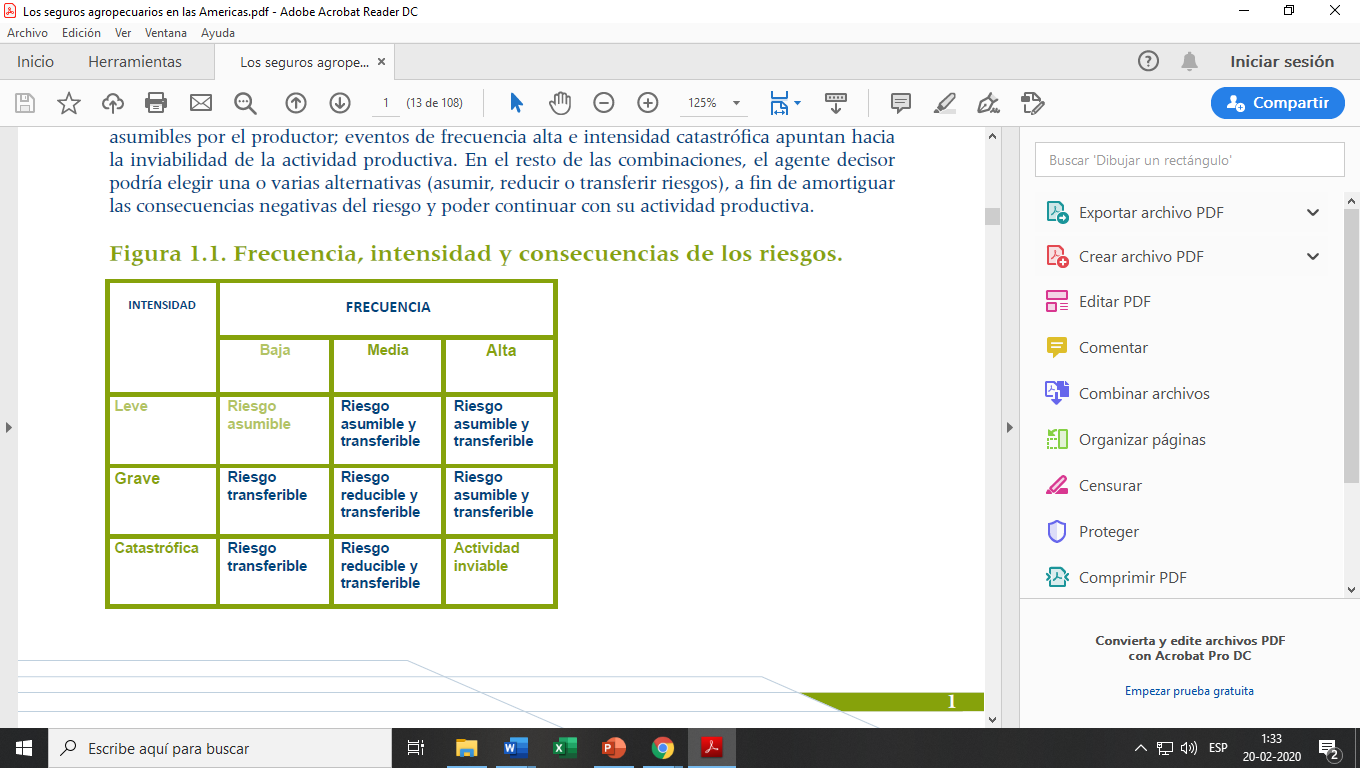 Los seguros agropecuarios en las Americas.pdf - Adobe Acrobat Reader DC
Archivo Edición Ver Ventana Ayuda
Inicio Herramientas Los seguros agrope... Iniciar sesión
1 (13 de 108) 125% Compartir
asumibles por el productor; eventos de frecuencia alta e intensidad catastrófica apuntan hacia
la inviabilidad de la actividad productiva. En el resto de las combinaciones, el agente decisor
podría elegir una o varias alternativas (asumir, reducir o transferir riesgos), a fin de amortiguar
las consecuencias negativas del riesgo y poder continuar con su actividad productiva.
Figura 1.1. Frecuencia, intensidad y consecuencias de los riesgos.
INTENSIDAD FRECUENCIA
Baja Media Alta
Leve Riesgo Riesgo Riesgo
asumible asumible y asumible y
transferible transferible
Grave Riesgo Riesgo Riesgo
transferible reducible y asumible y
transferible transferible
Catastrófica Riesgo Riesgo Actividad
transferible reducible y inviable
transferible
1
Buscar 'Dibujar un rectángulo'
Exportar archivo PDF
Crear archivo PDF
Editar PDF
Comentar
Combinar archivos
Organizar páginas
Censurar
Proteger
Comprimir PDF
Convierta y edite archivos PDF
con Acrobat Pro DC
Empezar prueba gratuita
Escribe aquí para buscar
ESP
1:33
20-02-2020
2